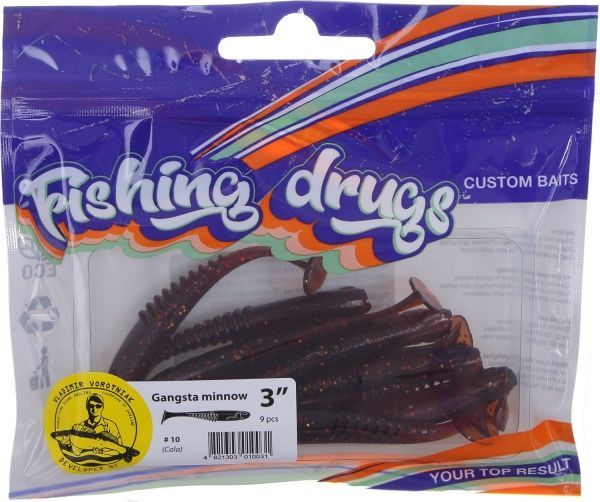 Fishing drugs
CUSTOM BAITS
ECO
VLADIMIR VOROTNIAK
DEVELOPED BY
Gangsta minnow 3"
9 pcs
# 10
(Cola)
4 821303 010031
YOUR TOP RESULT